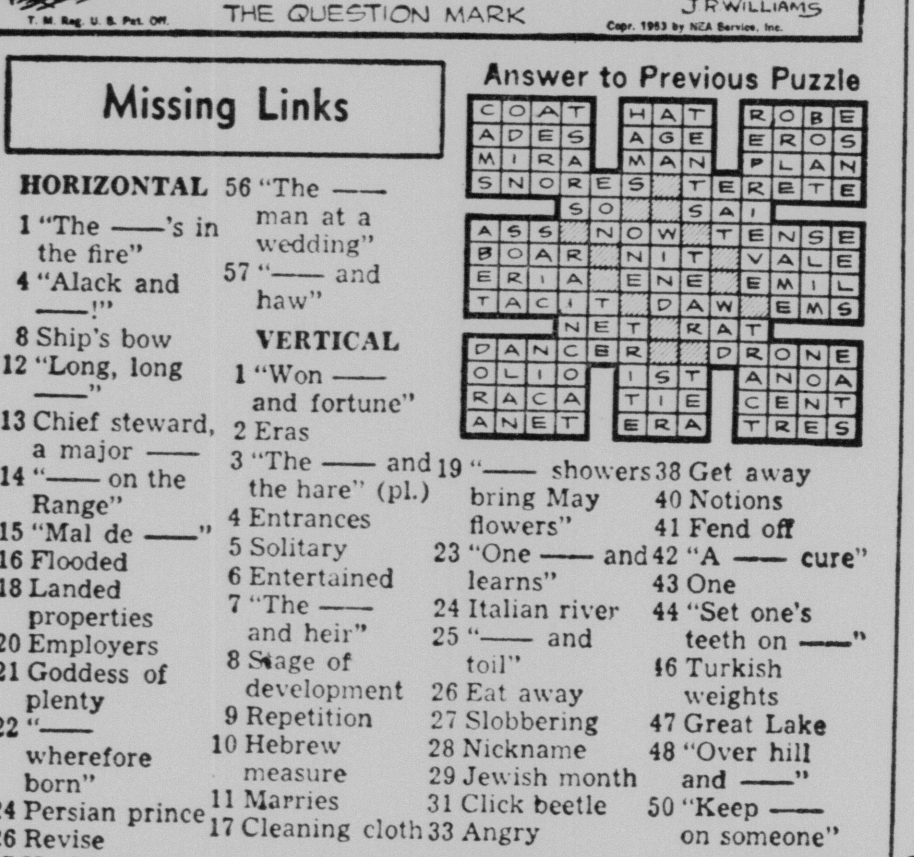 T. M. Reg. U. S. Pat. Off.
THE QUESTION MARK
J.R.WILLIAMS
Copr. 1953 by NEA Service, Inc.
Missing Links
HORIZONTAL
1 "The ——'s in
the fire"
4 "Alack and
——!"
8 Ship's bow
12 "Long, long
——"
13 Chief steward,
a major ——
14 "—— on the
Range"
15 "Mal de ——"
16 Flooded
18 Landed
properties
20 Employers
21 Goddess of
plenty
22 "——
wherefore
born"
24 Persian prince
26 Revise
56 "The ——
man at a
wedding"
57 "—— and
haw"
VERTICAL
1 "Won ——
and fortune"
2 Eras
3 "The —— and
the hare" (pl.)
4 Entrances
5 Solitary
6 Entertained
7 "The ——
and heir"
8 Stage of
development
9 Repetition
10 Hebrew
measure
11 Marries
17 Cleaning cloth
Answer to Previous Puzzle
COAT HAT ROBE
ADES AGE EROS
MIRA MAN PLAN
SNORES TERETE
SO SAI
ASS NOW TENSE
BOAR NIT VALE
ERIA ENE EMIL
TACIT DAW EMS
NET RAT
DANCER DRONE
OLIO IST ANOA
RACA TIE CENT
ANET ERA TRES
19 "—— showers
bring May
flowers"
23 "One —— and
learns"
24 Italian river
25 "—— and
toil"
26 Eat away
27 Slobbering
28 Nickname
29 Jewish month
31 Click beetle
33 Angry
38 Get away
40 Notions
41 Fend off
42 "A —— cure"
43 One
44 "Set one's
teeth on ——"
46 Turkish
weights
47 Great Lake
48 "Over hill
and ——"
50 "Keep ——
on someone"